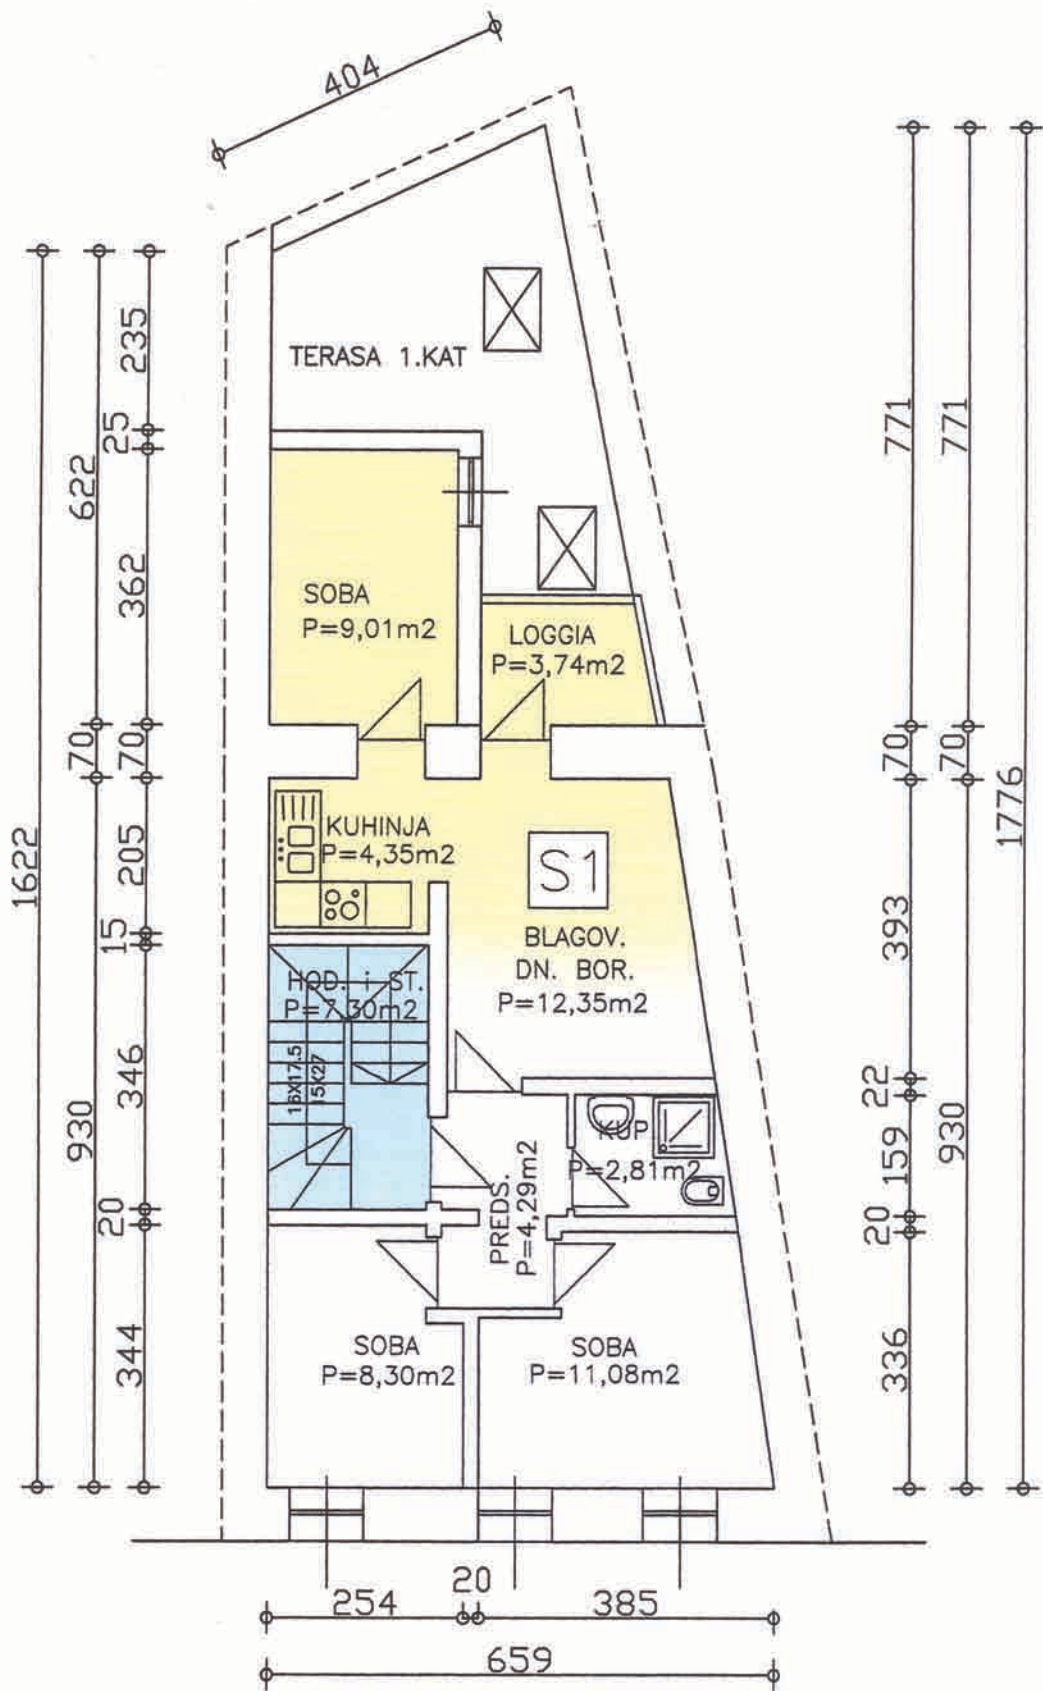 404
235
25
622
362
70
70
1622
205
15
346
930
20
344
771
771
70
70
1776
393
22
159
930
20
336
TERASA 1.KAT
SOBA
P=9,01m2
LOGGIA
P=3,74m2
KUHINJA
P=4,35m2
S1
BLAGOV.
DN. BOR.
P=12,35m2
HOD. i ST.
P=7,30m2
16X17.5
15X27
KUP
P=2,81m2
PREDS.
P=4,29m2
SOBA
P=8,30m2
SOBA
P=11,08m2
254
20
385
659